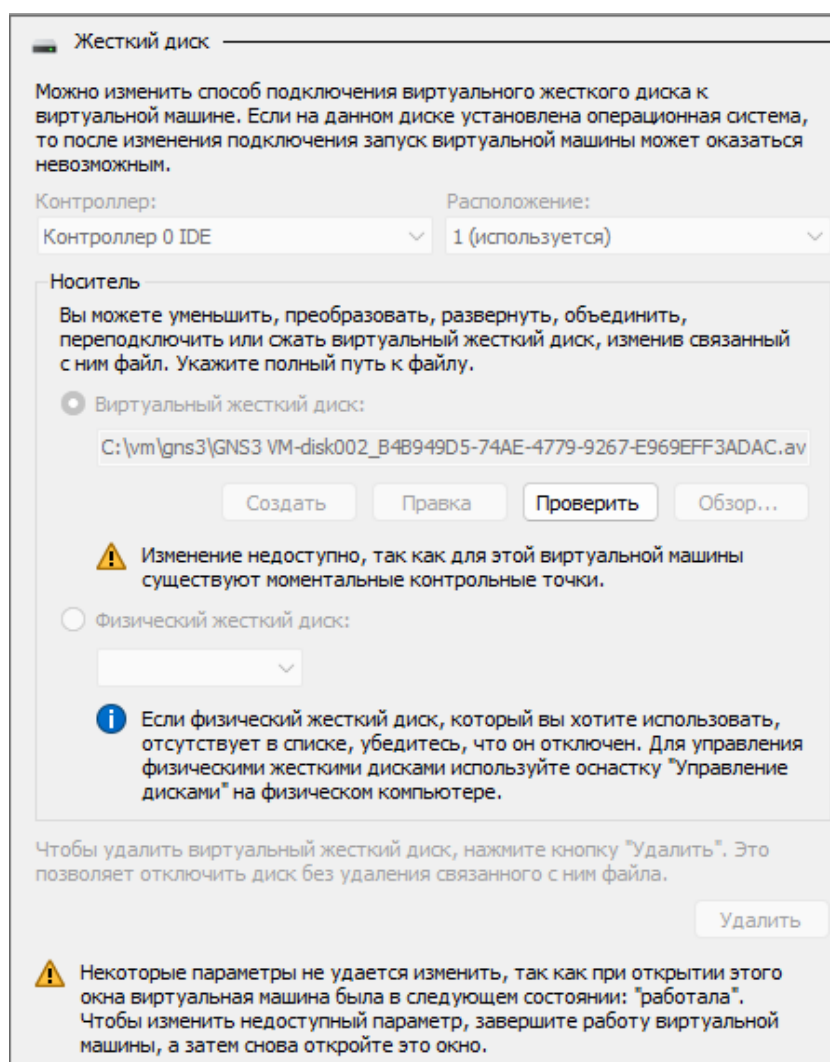 Жесткий диск
Можно изменить способ подключения виртуального жесткого диска к
виртуальной машине. Если на данном диске установлена операционная система,
то после изменения подключения запуск виртуальной машины может оказаться
невозможным.
Контроллер: Расположение:
Контроллер 0 IDE 1 (используется)
Носитель
Вы можете уменьшить, преобразовать, развернуть, объединить,
переподключить или сжать виртуальный жесткий диск, изменив связанный
с ним файл. Укажите полный путь к файлу.
Виртуальный жесткий диск:
C:\vm\gns3\GNS3 VM-disk002_B4B949D5-74AE-4779-9267-E969EFF3ADAC.av
Создать Правка Проверить Обзор...
Изменение недоступно, так как для этой виртуальной машины
существуют моментальные контрольные точки.
Физический жесткий диск:
Если физический жесткий диск, который вы хотите использовать,
отсутствует в списке, убедитесь, что он отключен. Для управления
физическими жесткими дисками используйте оснастку "Управление
дисками" на физическом компьютере.
Чтобы удалить виртуальный жесткий диск, нажмите кнопку "Удалить". Это
позволяет отключить диск без удаления связанного с ним файла.
Удалить
Некоторые параметры не удается изменить, так как при открытии этого
окна виртуальная машина была в следующем состоянии: "работала".
Чтобы изменить недоступный параметр, завершите работу виртуальной
машины, а затем снова откройте это окно.